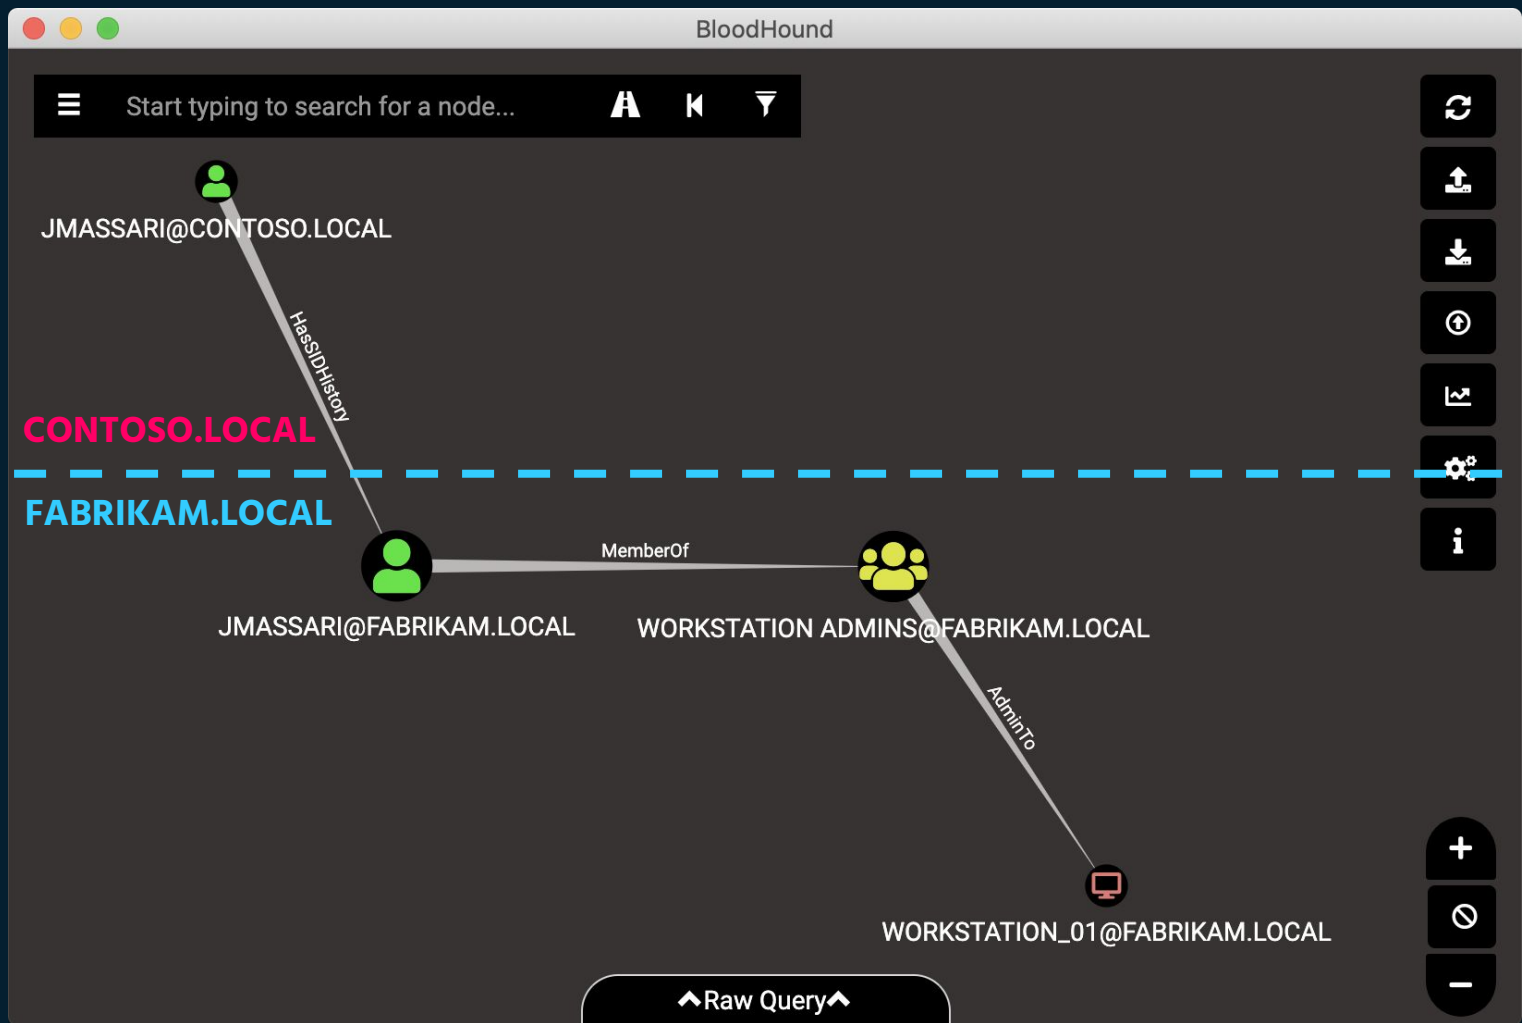 BloodHound
Start typing to search for a node...
JMASSARI@CONTOSO.LOCAL
HasSIDHistory
CONTOSO.LOCAL
FABRIKAM.LOCAL
MemberOf
JMASSARI@FABRIKAM.LOCAL
WORKSTATION ADMINS@FABRIKAM.LOCAL
AdminTo
WORKSTATION_01@FABRIKAM.LOCAL
Raw Query